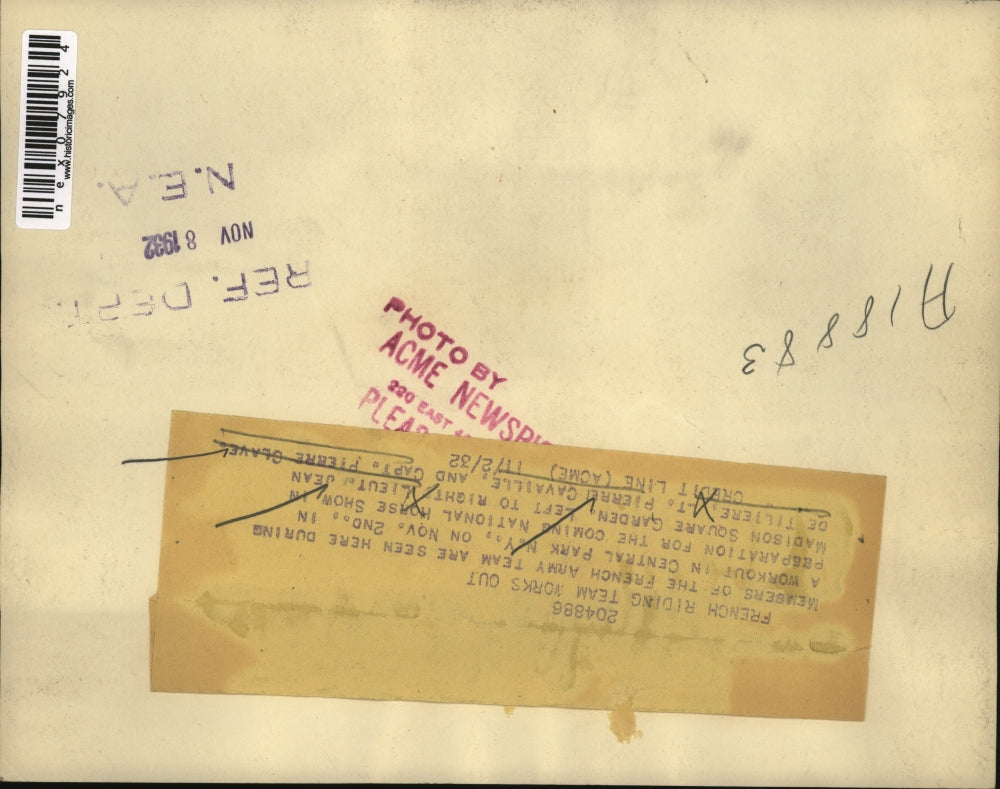 nex07924
www.historicimages.com
N.E.A.
NOV 8 1932
REF. DEPT.
A18883
PHOTO BY
ACME NEWSPI
220 EAST
PLEA
204886
FRENCH RIDING TEAM WORKS OUT
MEMBERS OF THE FRENCH ARMY TEAM ARE SEEN HERE DURING
A WORKOUT IN CENTRAL PARK N.Y., ON NOV. 2ND., IN
PREPARATION FOR THE COMING NATIONAL HORSE SHOW IN
MADISON SQUARE GARDEN. LEFT TO RIGHT, LIEUT. JEAN
DE TILIERE, LT. PIERRE CAVAILLE, AND CAPT. PIERRE CLAVE.
CREDIT LINE (ACME) 11/2/32